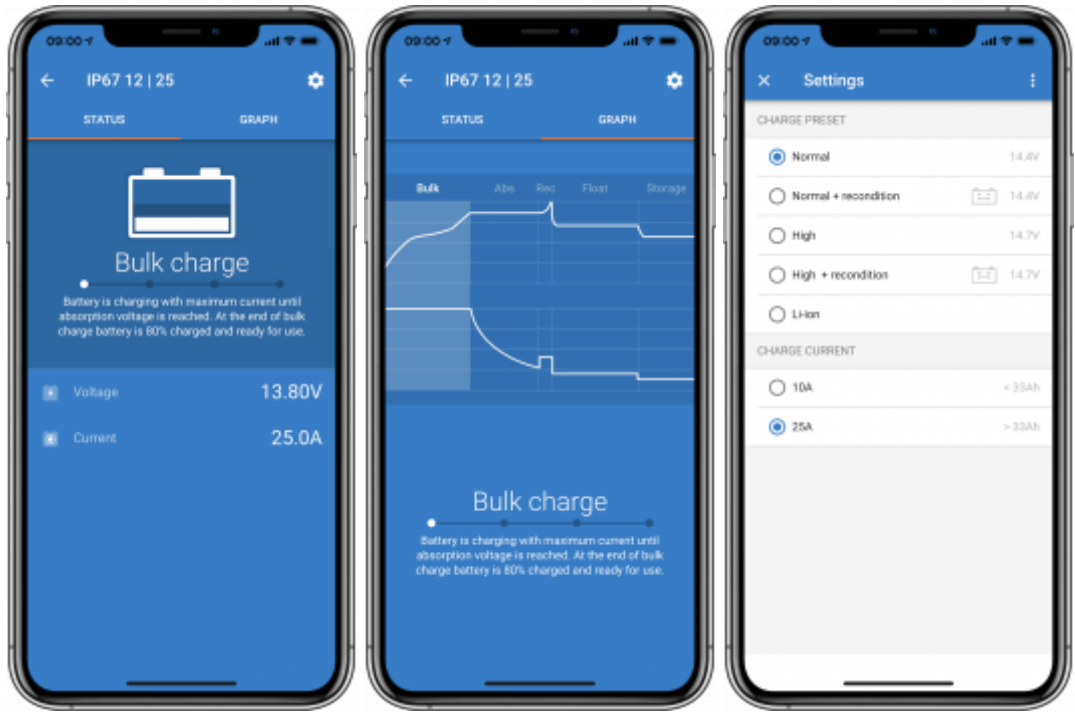 09:00
IP67 12 | 25
STATUS GRAPH
Bulk charge
Battery is charging with maximum current until
absorption voltage is reached. At the end of bulk
charge battery is 80% charged and ready for use.
Voltage 13.80V
Current 25.0A
09:00
IP67 12 | 25
STATUS GRAPH
Bulk Abs Rec Float Storage
Bulk charge
Battery is charging with maximum current until
absorption voltage is reached. At the end of bulk
charge battery is 80% charged and ready for use.
09:00
Settings
CHARGE PRESET
Normal 14.4V
Normal + recondition 14.4V
High 14.7V
High + recondition 14.7V
Li-ion
CHARGE CURRENT
10A < 33Ah
25A > 33Ah